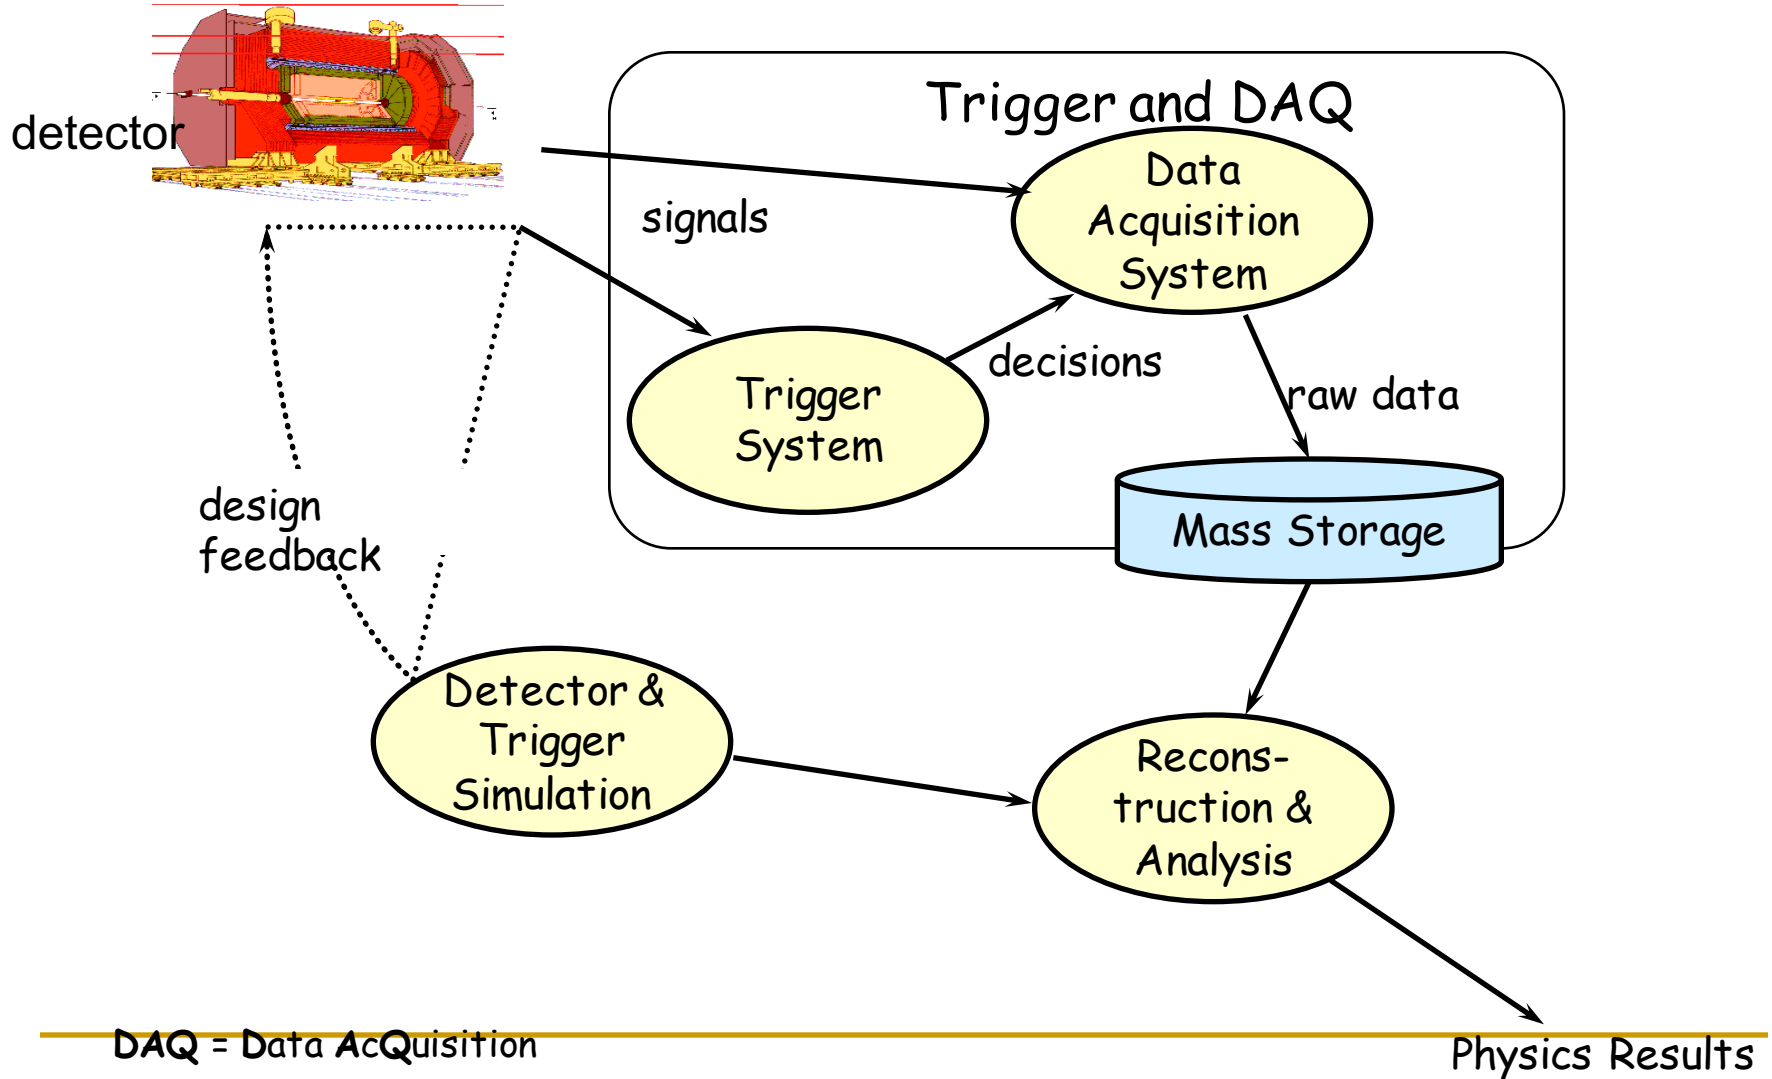 detector
Trigger and DAQ
Data
Acquisition
System
signals
decisions
Trigger
System
raw data
Mass Storage
design
feedback
Detector &
Trigger
Simulation
Recons-
truction &
Analysis
DAQ = Data AcQuisition
Physics Results